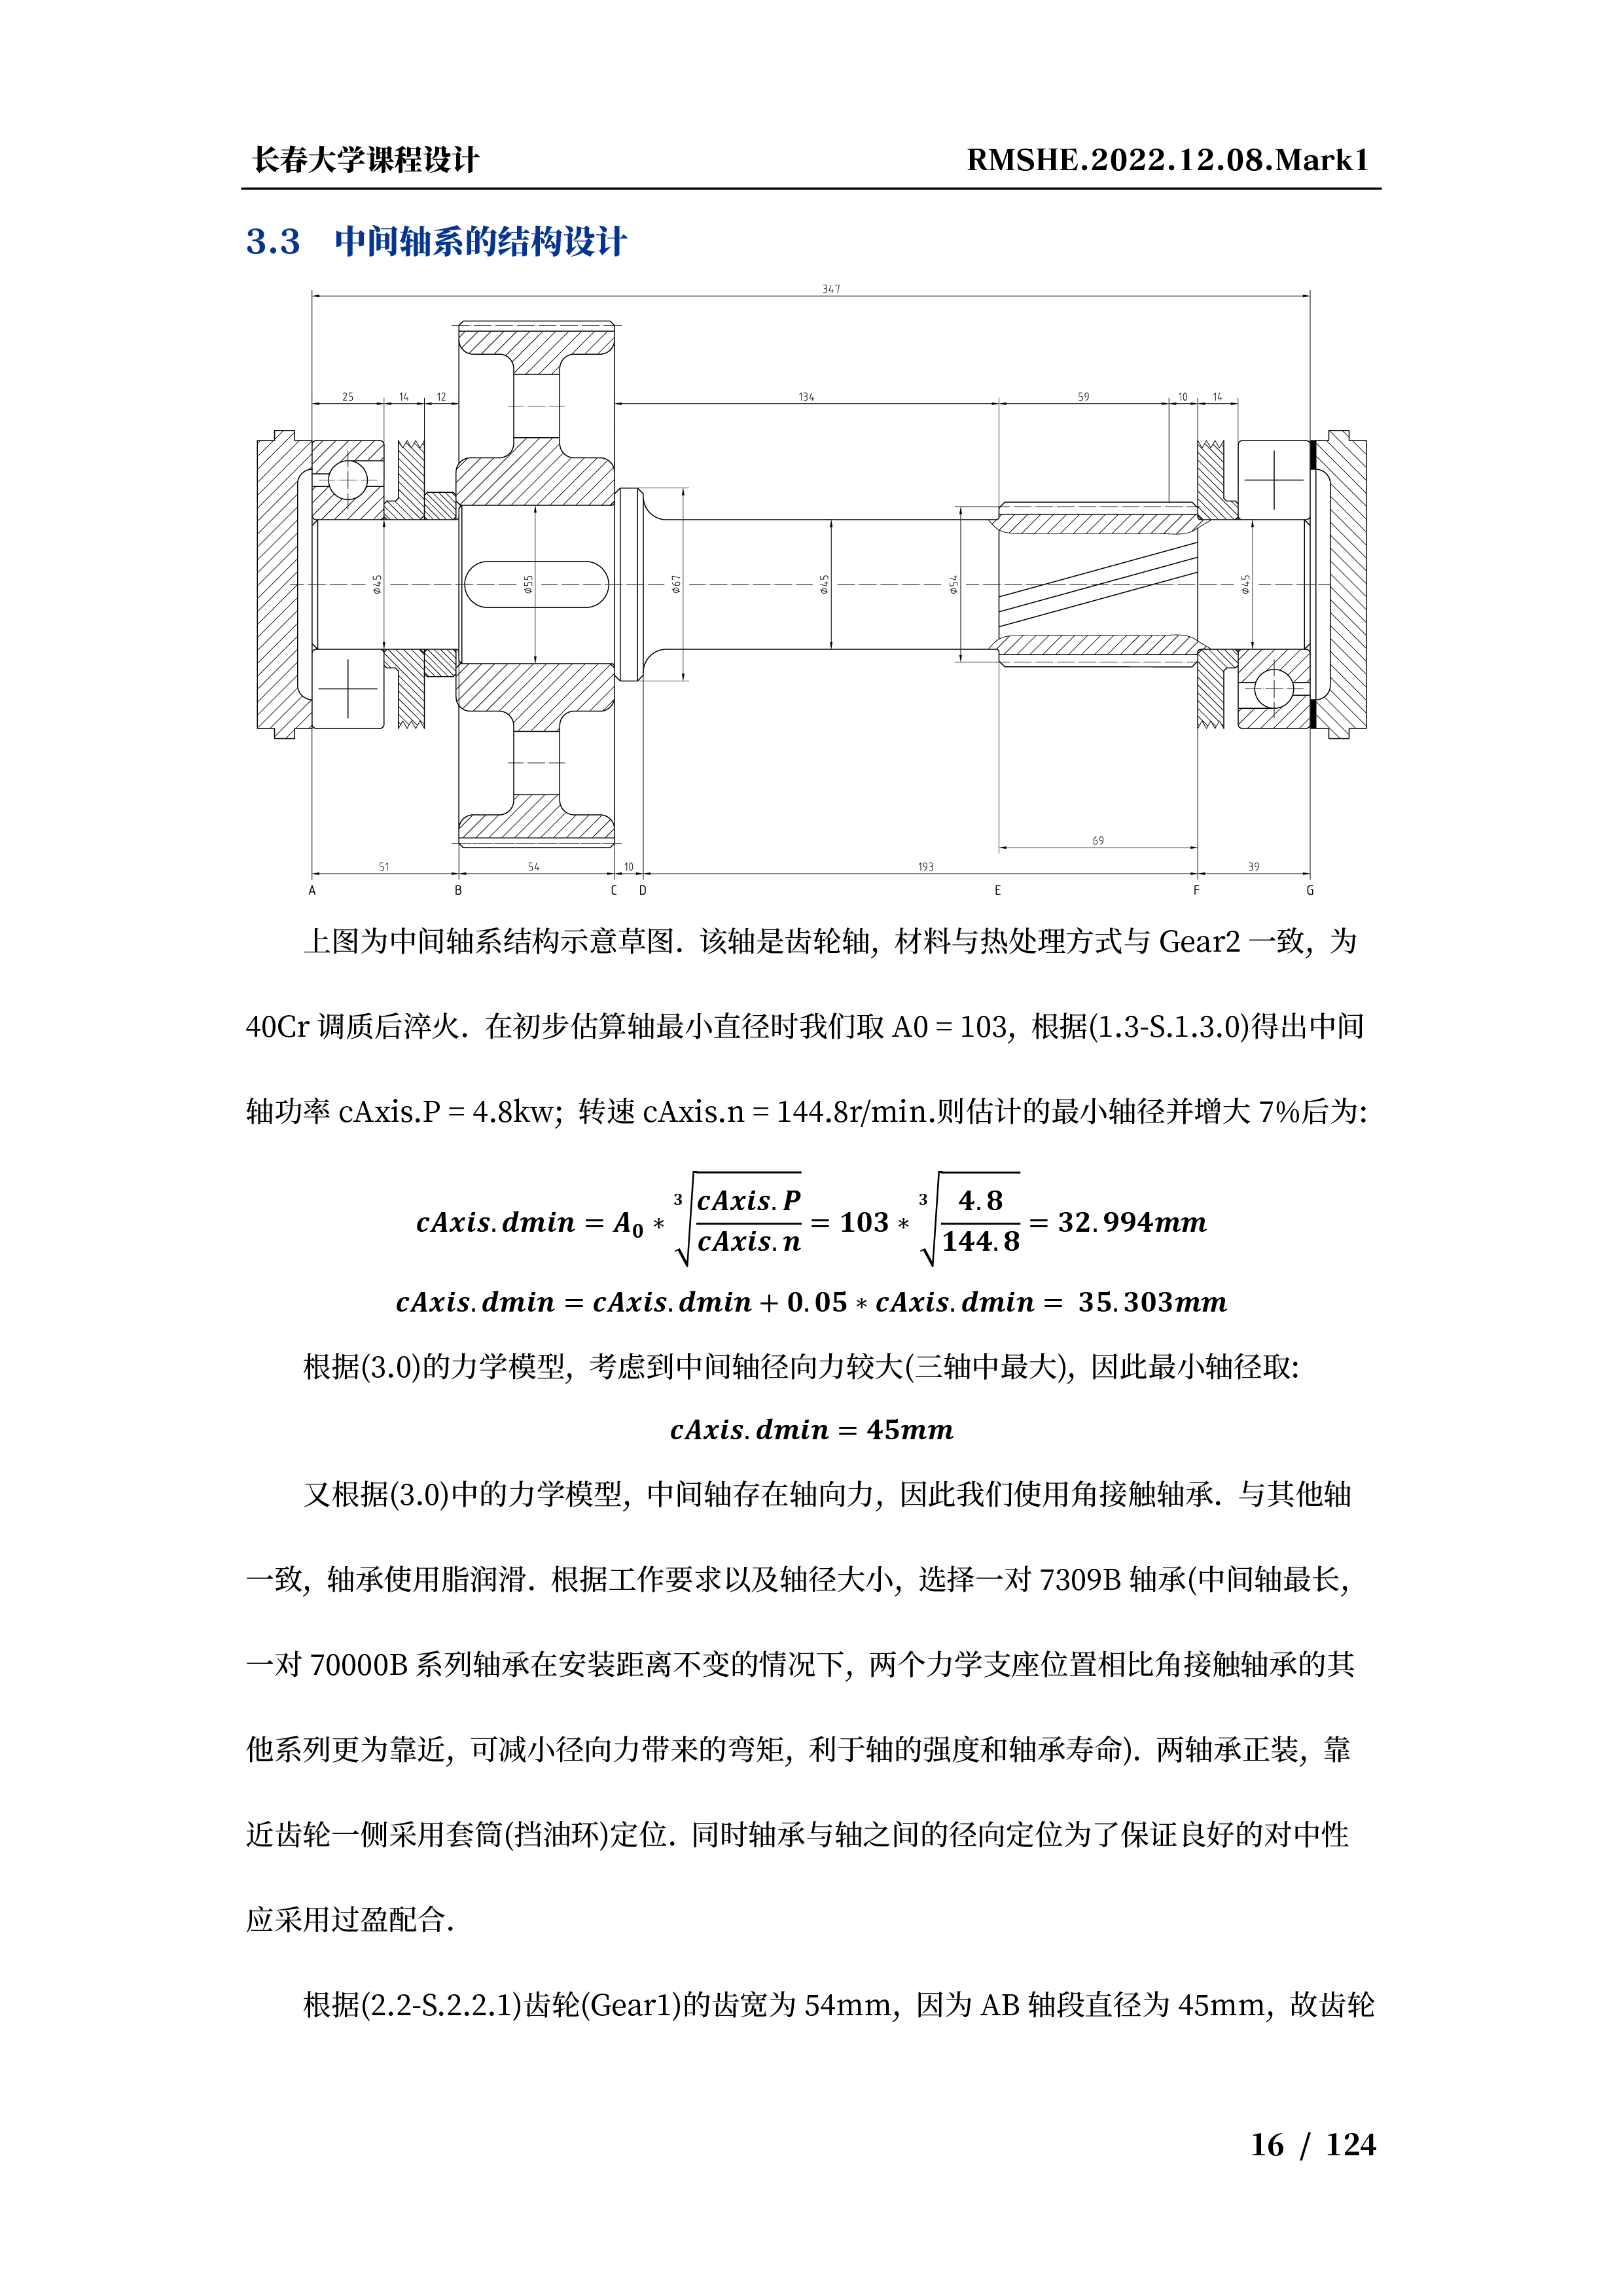 长春大学课程设计 RMSHE.2022.12.08.Mark1
3.3 中间轴系的结构设计
347
25 14 12 134 59 10 14
⌀45 ⌀55 ⌀67 ⌀45 ⌀54 ⌀45
69
51 54 10 193 39
A B C D E F G
上图为中间轴系结构示意草图. 该轴是齿轮轴, 材料与热处理方式与 Gear2 一致, 为
40Cr 调质后淬火. 在初步估算轴最小直径时我们取 A0 = 103, 根据(1.3-S.1.3.0)得出中间
轴功率 cAxis.P = 4.8kw; 转速 cAxis.n = 144.8r/min.则估计的最小轴径并增大 7%后为:
cAxis.dmin = A₀ * ∛(cAxis.P / cAxis.n) = 103 * ∛(4.8 / 144.8) = 32.994mm
cAxis.dmin = cAxis.dmin + 0.05 * cAxis.dmin = 35.303mm
根据(3.0)的力学模型, 考虑到中间轴径向力较大(三轴中最大), 因此最小轴径取:
cAxis.dmin = 45mm
又根据(3.0)中的力学模型, 中间轴存在轴向力, 因此我们使用角接触轴承. 与其他轴
一致, 轴承使用脂润滑. 根据工作要求以及轴径大小, 选择一对 7309B 轴承(中间轴最长,
一对 70000B 系列轴承在安装距离不变的情况下, 两个力学支座位置相比角接触轴承的其
他系列更为靠近, 可减小径向力带来的弯矩, 利于轴的强度和轴承寿命). 两轴承正装, 靠
近齿轮一侧采用套筒(挡油环)定位. 同时轴承与轴之间的径向定位为了保证良好的对中性
应采用过盈配合.
根据(2.2-S.2.2.1)齿轮(Gear1)的齿宽为 54mm, 因为 AB 轴段直径为 45mm, 故齿轮
16 / 124